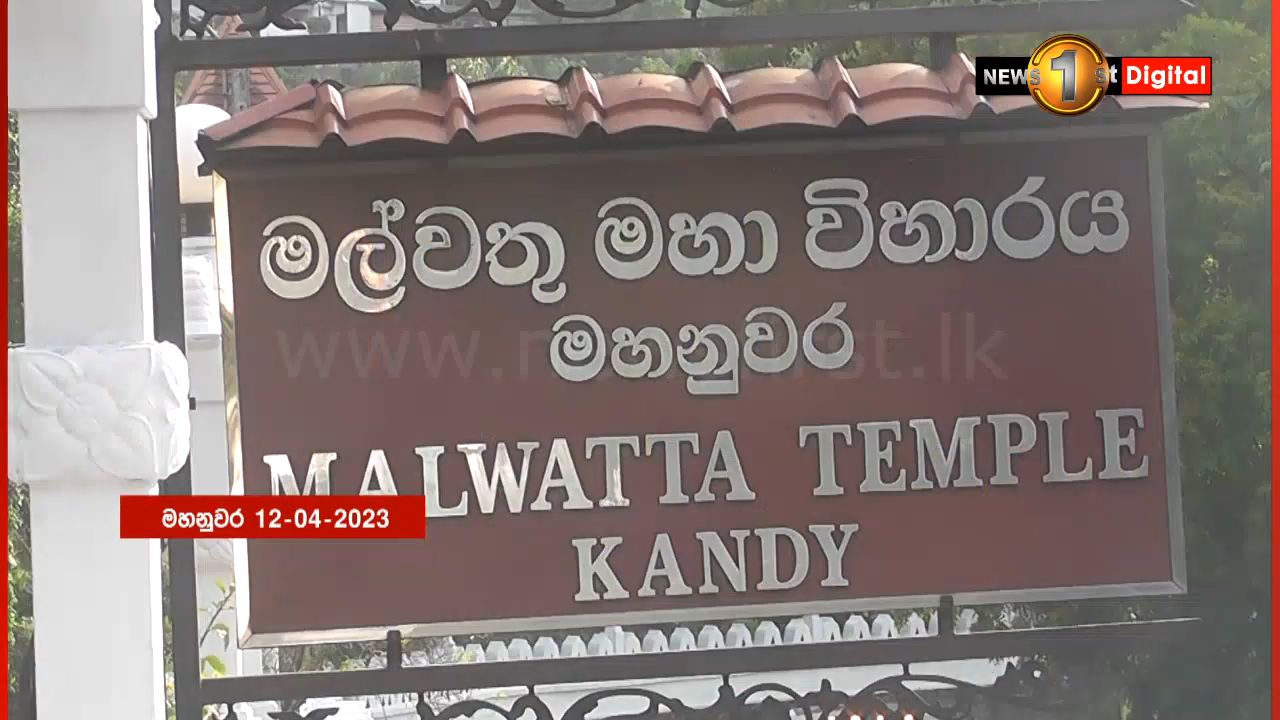 NEWS 1st Digital
මල්වතු මහා විහාරය
මහනුවර
MALWATTA TEMPLE
KANDY
මහනුවර 12-04-2023